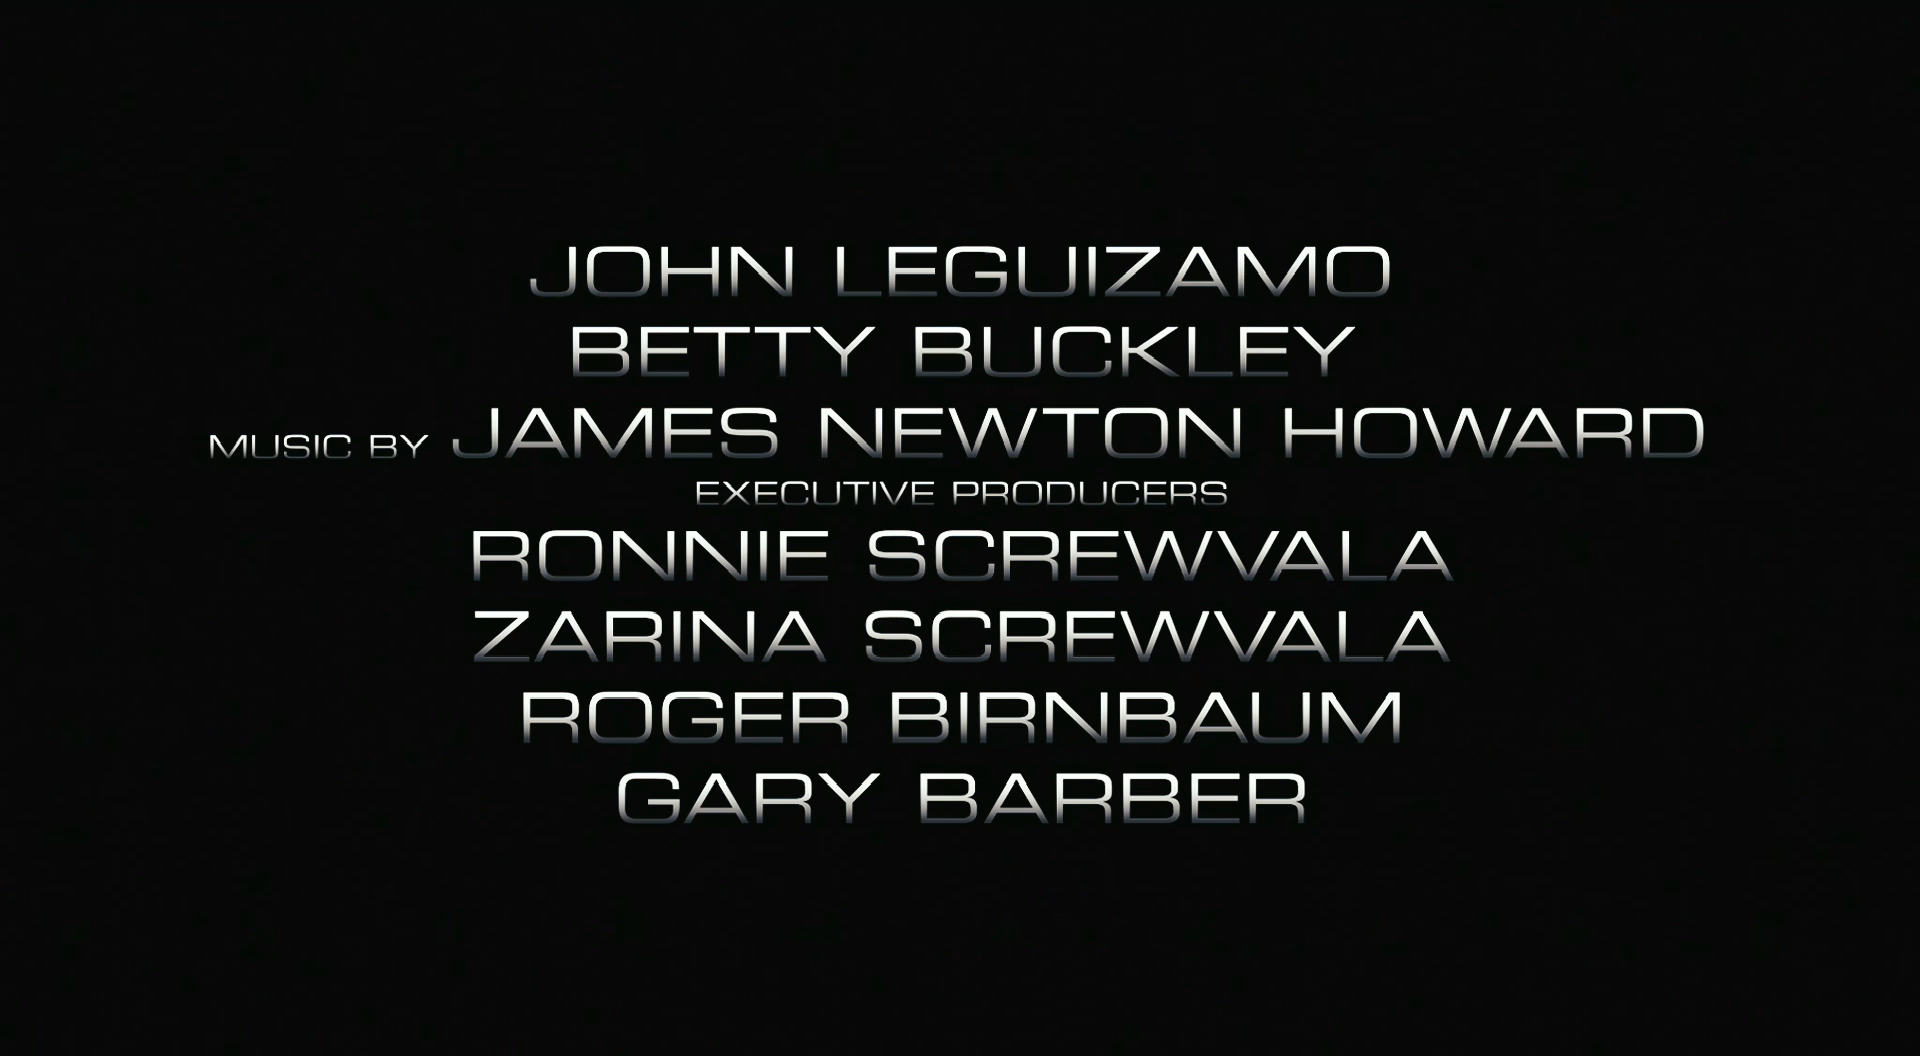 JOHN LEGUIZAMO
BETTY BUCKLEY
MUSIC BY JAMES NEWTON HOWARD
EXECUTIVE PRODUCERS
RONNIE SCREWVALA
ZARINA SCREWVALA
ROGER BIRNBAUM
GARY BARBER